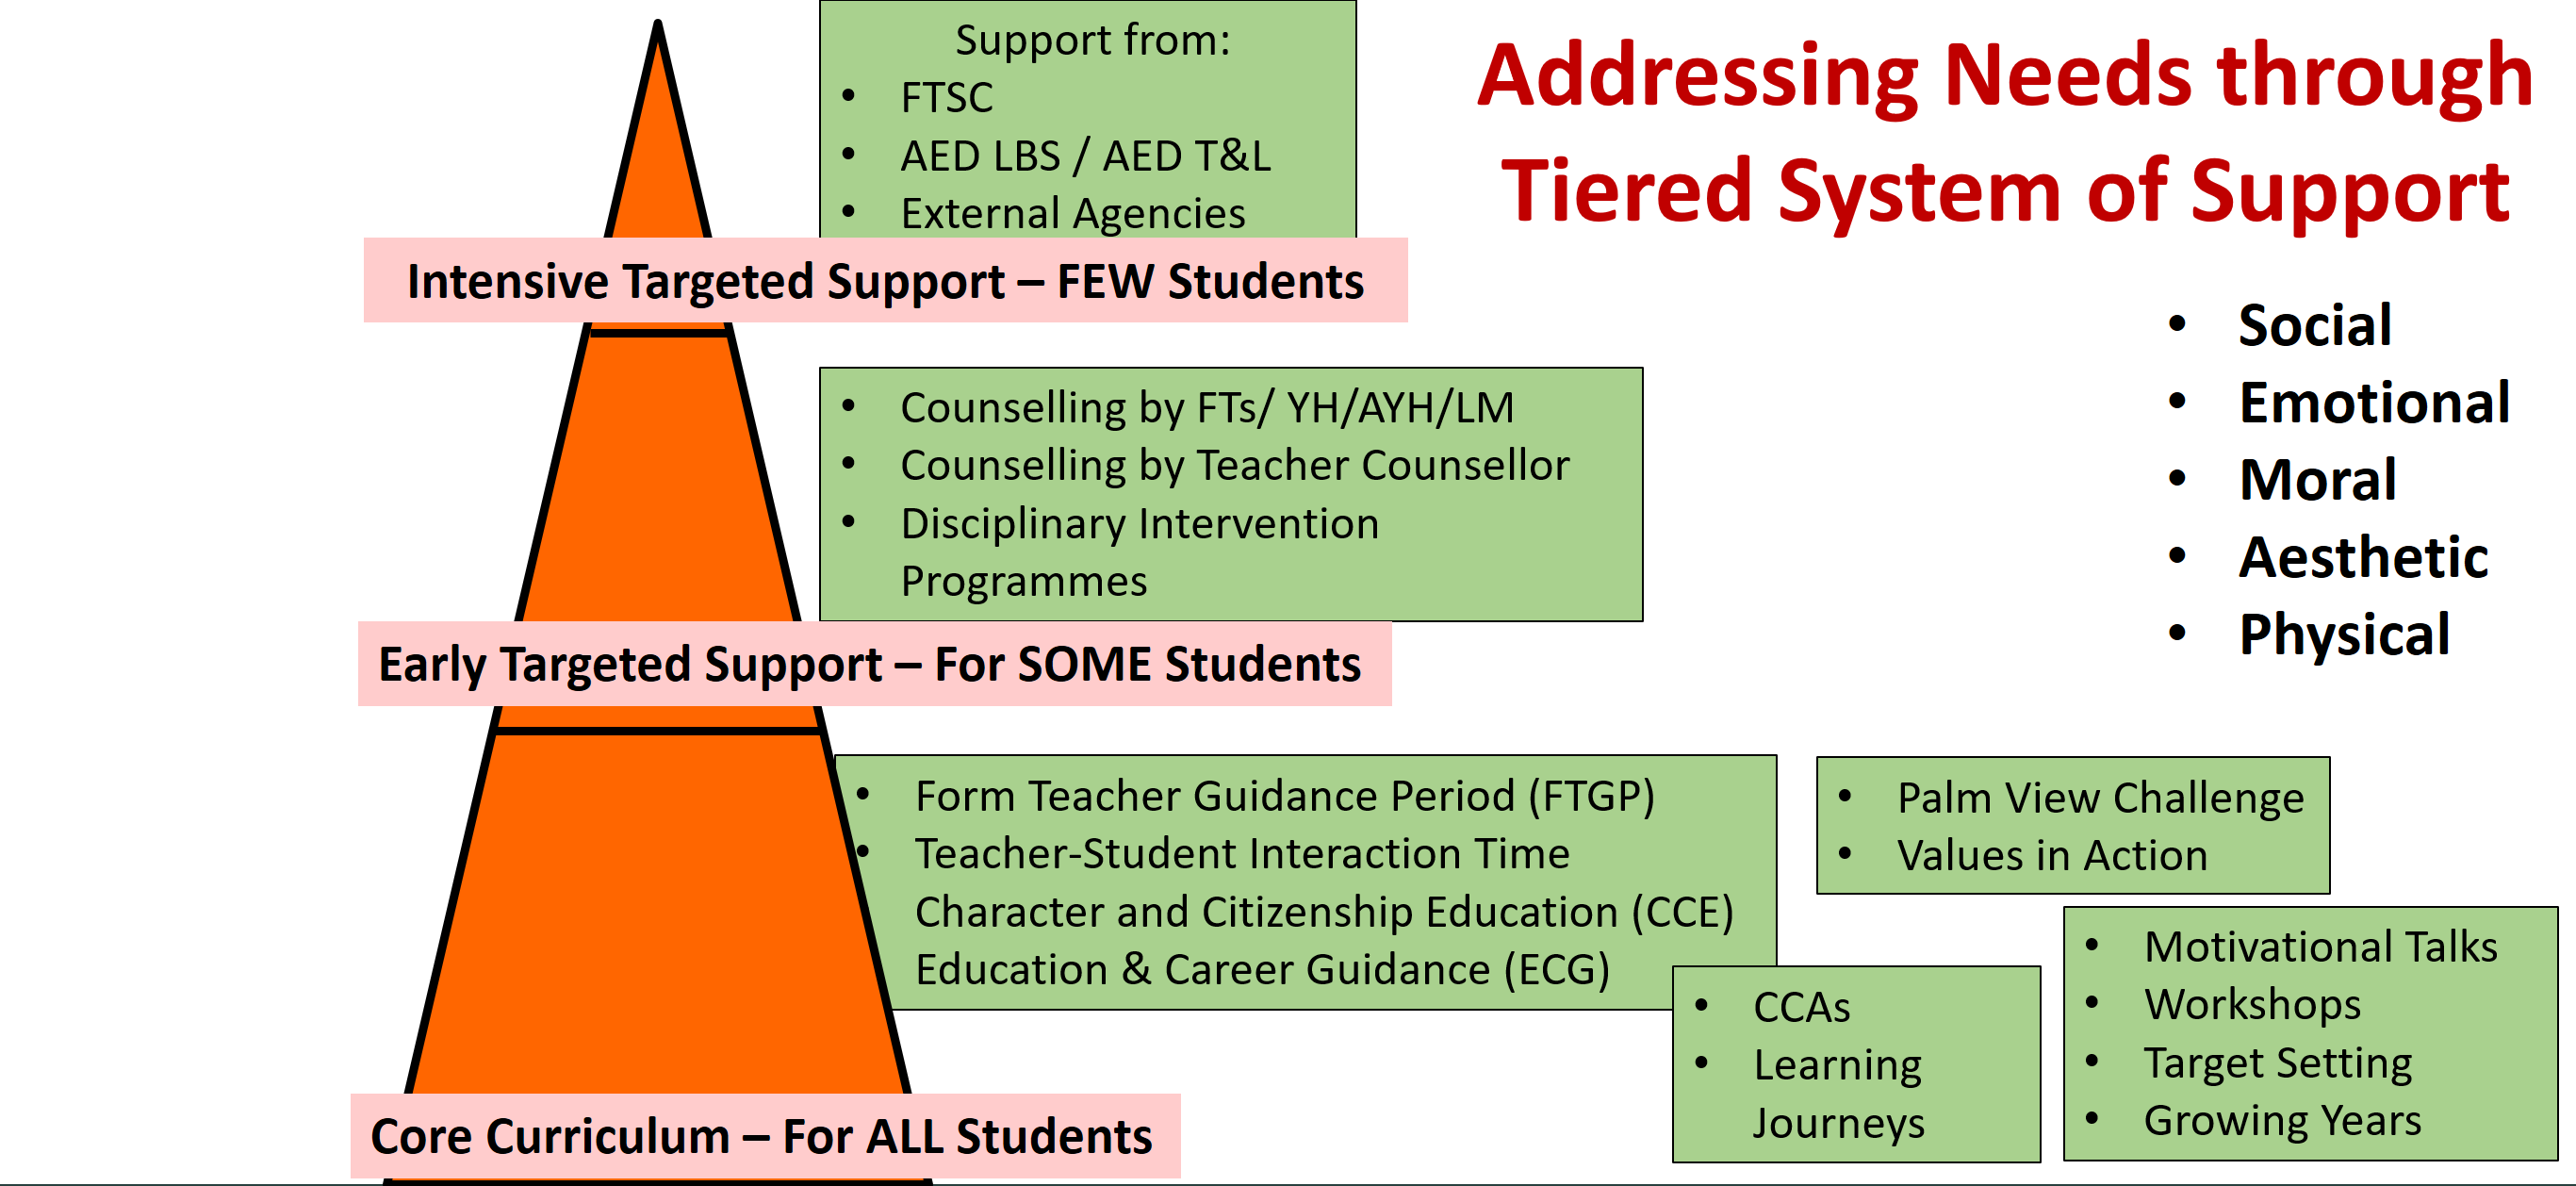 Addressing Needs through
Tiered System of Support
Support from:
• FTSC
• AED LBS / AED T&L
• External Agencies
Intensive Targeted Support – FEW Students
• Social
• Emotional
• Moral
• Aesthetic
• Physical
• Counselling by FTs/ YH/AYH/LM
• Counselling by Teacher Counsellor
• Disciplinary Intervention
Programmes
Early Targeted Support – For SOME Students
• Form Teacher Guidance Period (FTGP)
• Teacher-Student Interaction Time
Character and Citizenship Education (CCE)
Education & Career Guidance (ECG)
• Palm View Challenge
• Values in Action
• CCAs
• Learning
Journeys
• Motivational Talks
• Workshops
• Target Setting
• Growing Years
Core Curriculum – For ALL Students